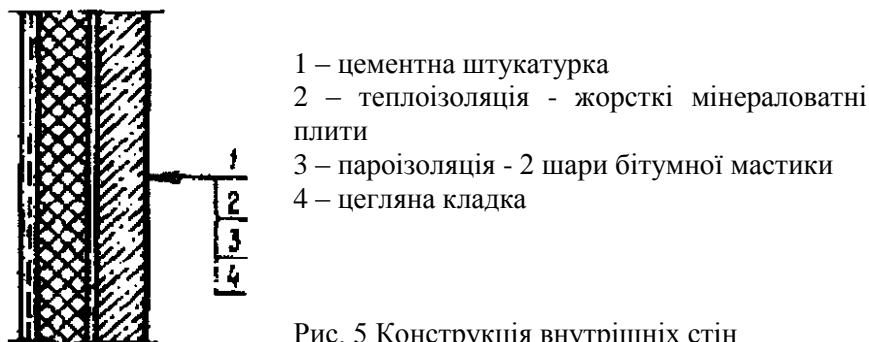 1 – цементна штукатурка
2 – теплоізоляція - жорсткі мінераловатні
плити
3 – пароізоляція - 2 шари бітумної мастики
4 – цегляна кладка
1
2
3
4
Рис. 5 Конструкція внутрішніх стін